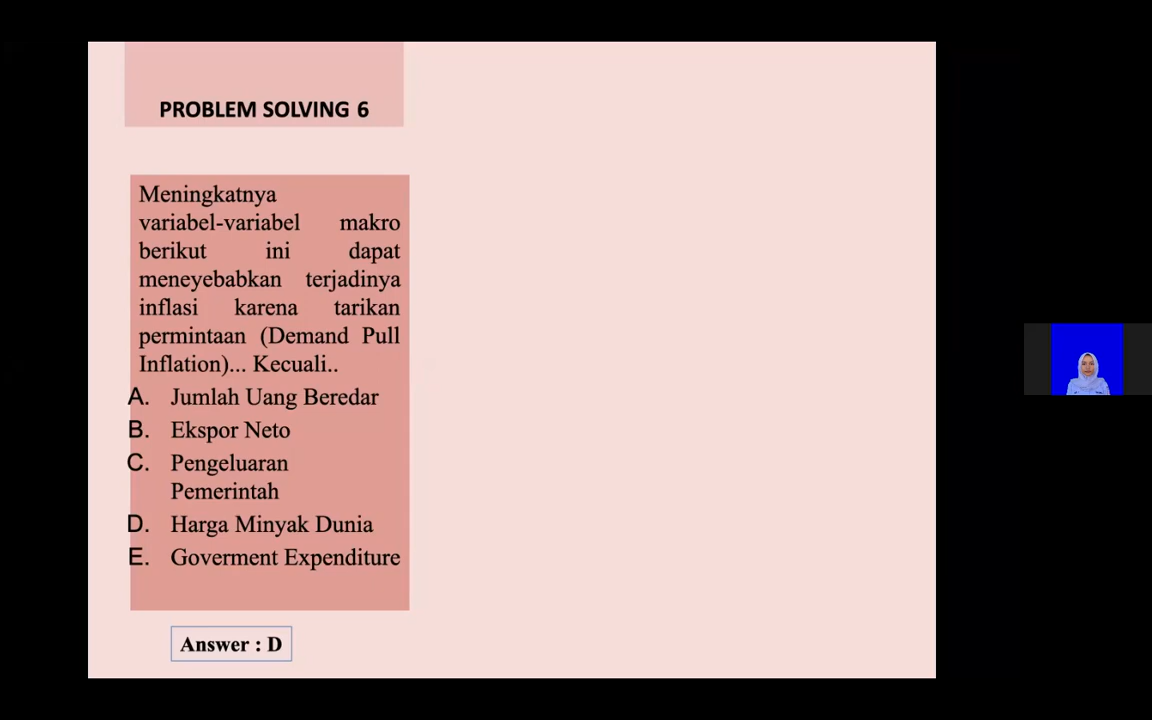 PROBLEM SOLVING 6
Meningkatnya
variabel-variabel makro
berikut ini dapat
meneyebabkan terjadinya
inflasi karena tarikan
permintaan (Demand Pull
Inflation)... Kecuali..
A. Jumlah Uang Beredar
B. Ekspor Neto
C. Pengeluaran
Pemerintah
D. Harga Minyak Dunia
E. Goverment Expenditure
Answer : D